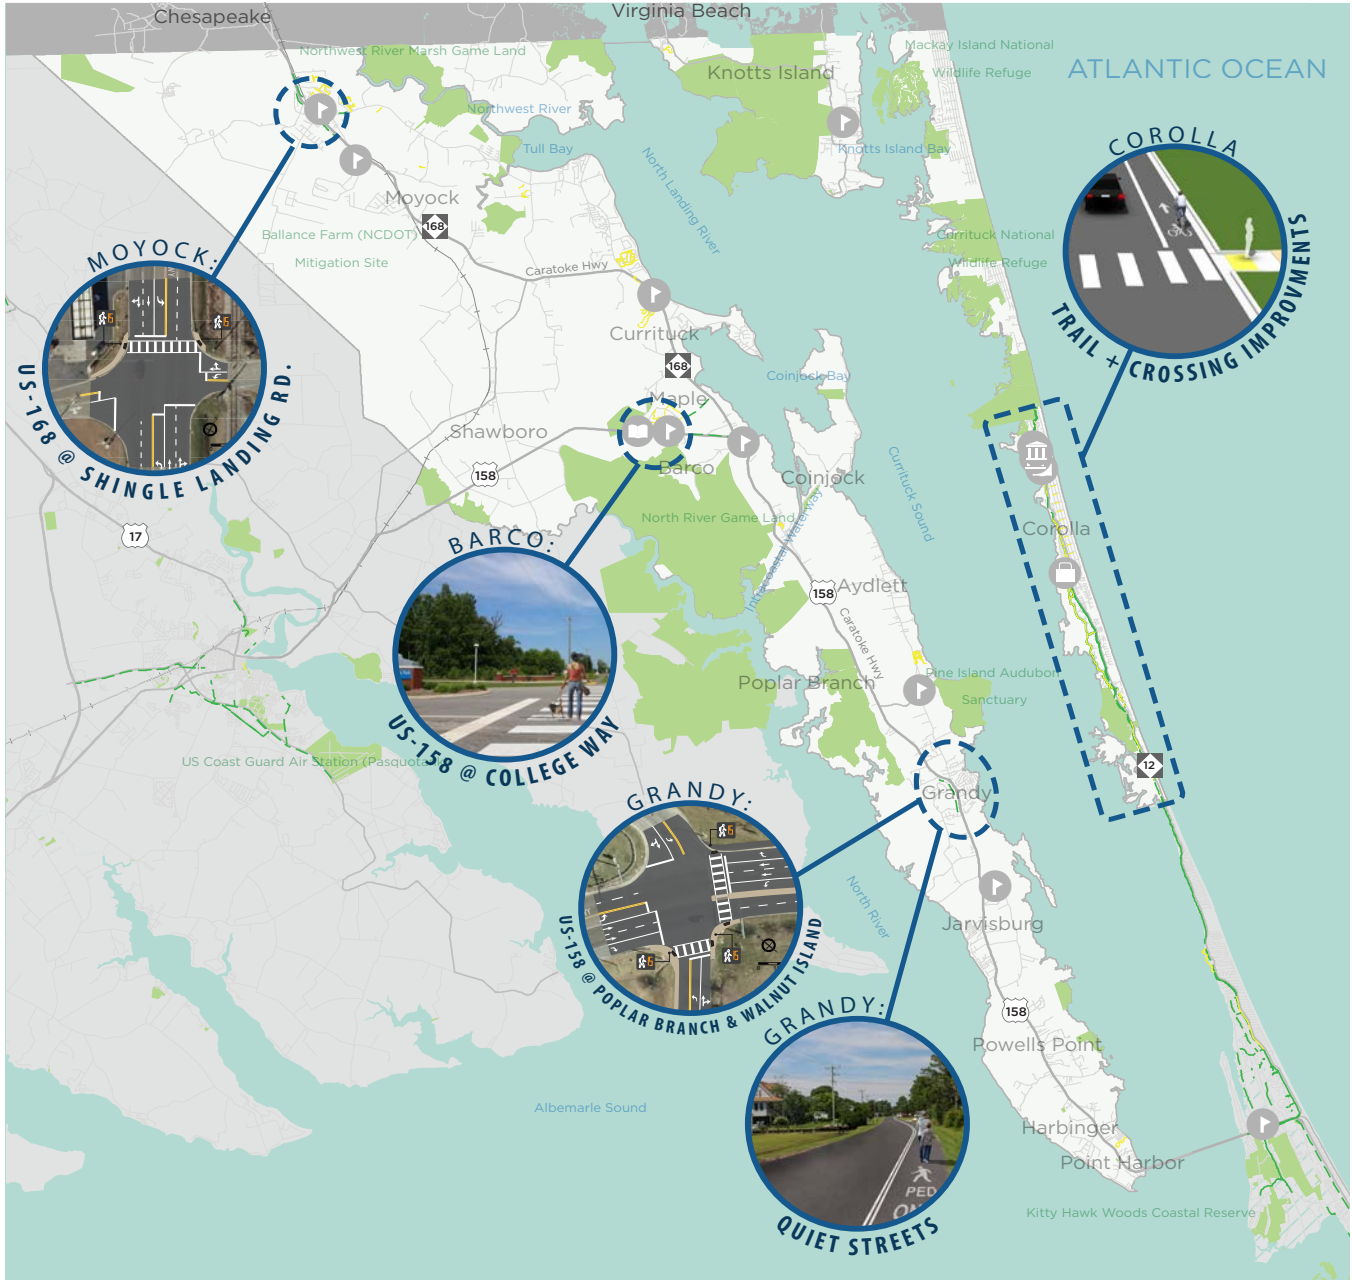 Chesapeake
Virginia Beach
Northwest River Marsh Game Land
Knotts Island
Mackay Island National
Wildlife Refuge
ATLANTIC OCEAN
Northwest River
Tull Bay
Knotts Island Bay
COROLLA
TRAIL + CROSSING IMPROVMENTS
North Landing River
Moyock
168
Ballance Farm (NCDOT)
Mitigation Site
Caratoke Hwy
Currituck National
Wildlife Refuge
MOYOCK:
US-168 @ SHINGLE LANDING RD.
Currituck
168
Coinjock Bay
Maple
Shawboro
158
Barco
Coinjock
Currituck Sound
North River Game Land
Intracoastal Waterway
17
Corolla
BARCO:
US-158 @ COLLEGE WAY
158
Aydlett
Caratoke Hwy
Poplar Branch
Pine Island Audubon
Sanctuary
US Coast Guard Air Station (Pasquota
12
Grandy
GRANDY:
US-158 @ POPLAR BRANCH & WALNUT ISLAND
North River
Jarvisburg
GRANDY:
QUIET STREETS
PED
ON
158
Powells Point
Albemarle Sound
Harbinger
Point Harbor
Kitty Hawk Woods Coastal Reserve